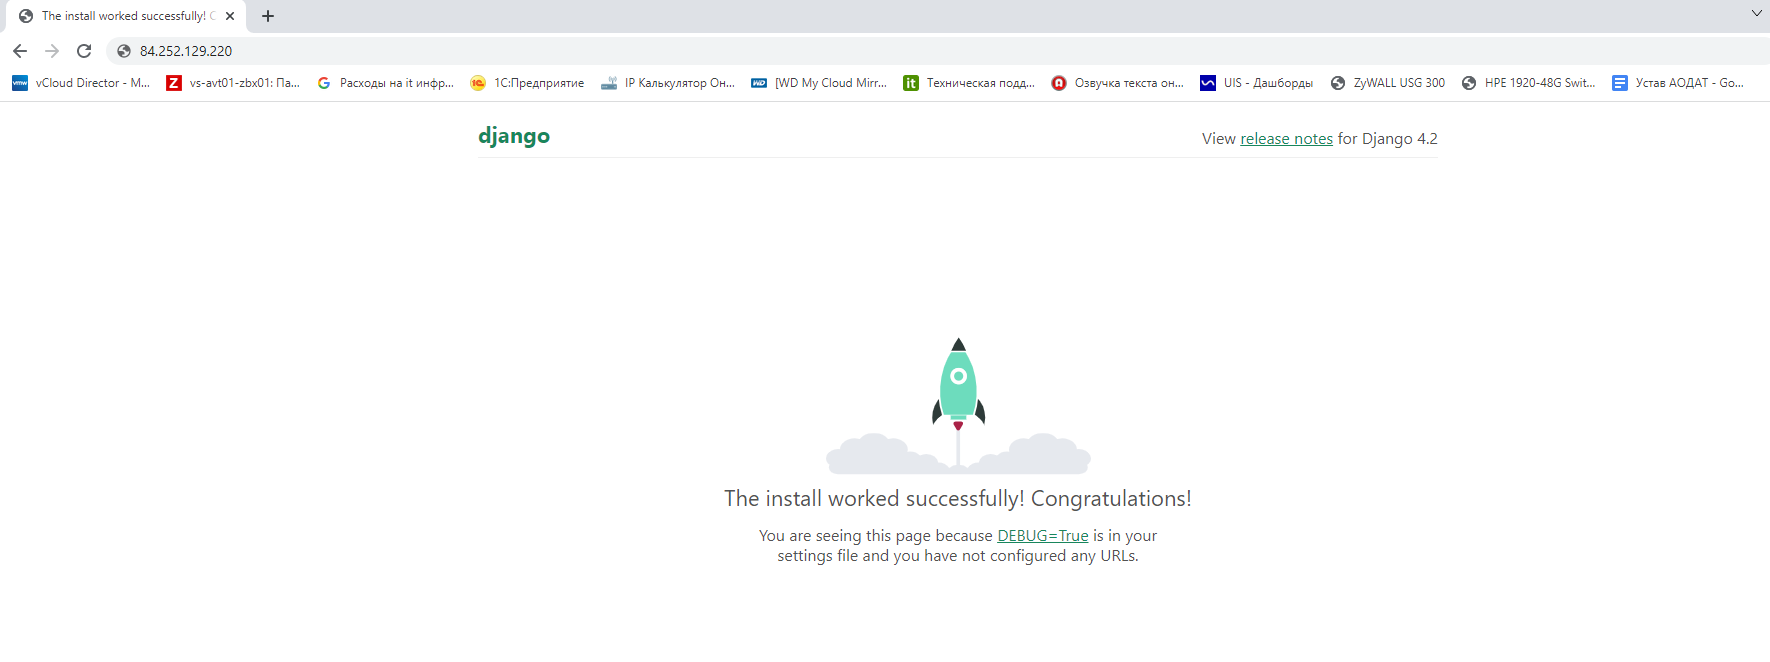 The install worked successfully! C
84.252.129.220
vmw vCloud Director - M... Z vs-avt01-zbx01: Па... G Расходы на it инфр... 1С 1С:Предприятие IP Калькулятор Он... WD [WD My Cloud Mirr... it Техническая подд... Озвучка текста он... UIS - Дашборды ZyWALL USG 300 HPE 1920-48G Swit... Устав АОДАТ - Go...
django
View release notes for Django 4.2
The install worked successfully! Congratulations!
You are seeing this page because DEBUG=True is in your
settings file and you have not configured any URLs.